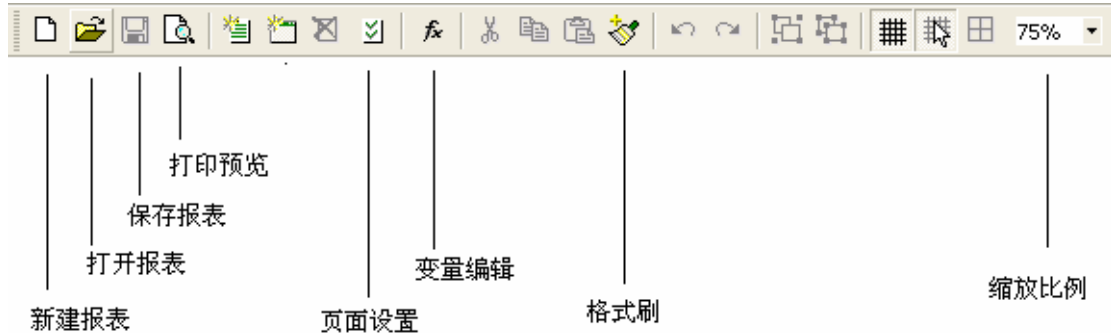 fx
75%
打印预览
保存报表
打开报表
变量编辑
缩放比例
格式刷
新建报表
页面设置